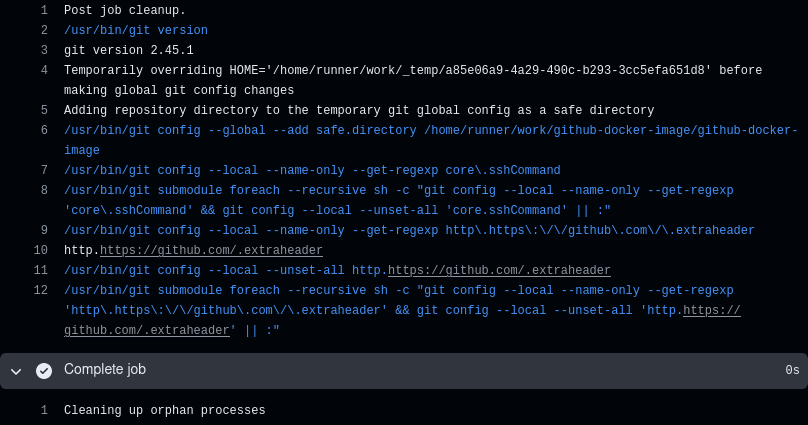 1 Post job cleanup.
2 /usr/bin/git version
3 git version 2.45.1
4 Temporarily overriding HOME='/home/runner/work/_temp/a85e06a9-4a29-490c-b293-3cc5efa651d8' before
making global git config changes
5 Adding repository directory to the temporary git global config as a safe directory
6 /usr/bin/git config --global --add safe.directory /home/runner/work/github-docker-image/github-docker-
image
7 /usr/bin/git config --local --name-only --get-regexp core\.sshCommand
8 /usr/bin/git submodule foreach --recursive sh -c "git config --local --name-only --get-regexp
'core\.sshCommand' && git config --local --unset-all 'core.sshCommand' || :"
9 /usr/bin/git config --local --name-only --get-regexp http\.https\:\/\/github\.com\/\.extraheader
10 http.https://github.com/.extraheader
11 /usr/bin/git config --local --unset-all http.https://github.com/.extraheader
12 /usr/bin/git submodule foreach --recursive sh -c "git config --local --name-only --get-regexp
'http\.https\:\/\/github\.com\/\.extraheader' && git config --local --unset-all 'http.https://
github.com/.extraheader' || :"
Complete job 0s
1 Cleaning up orphan processes